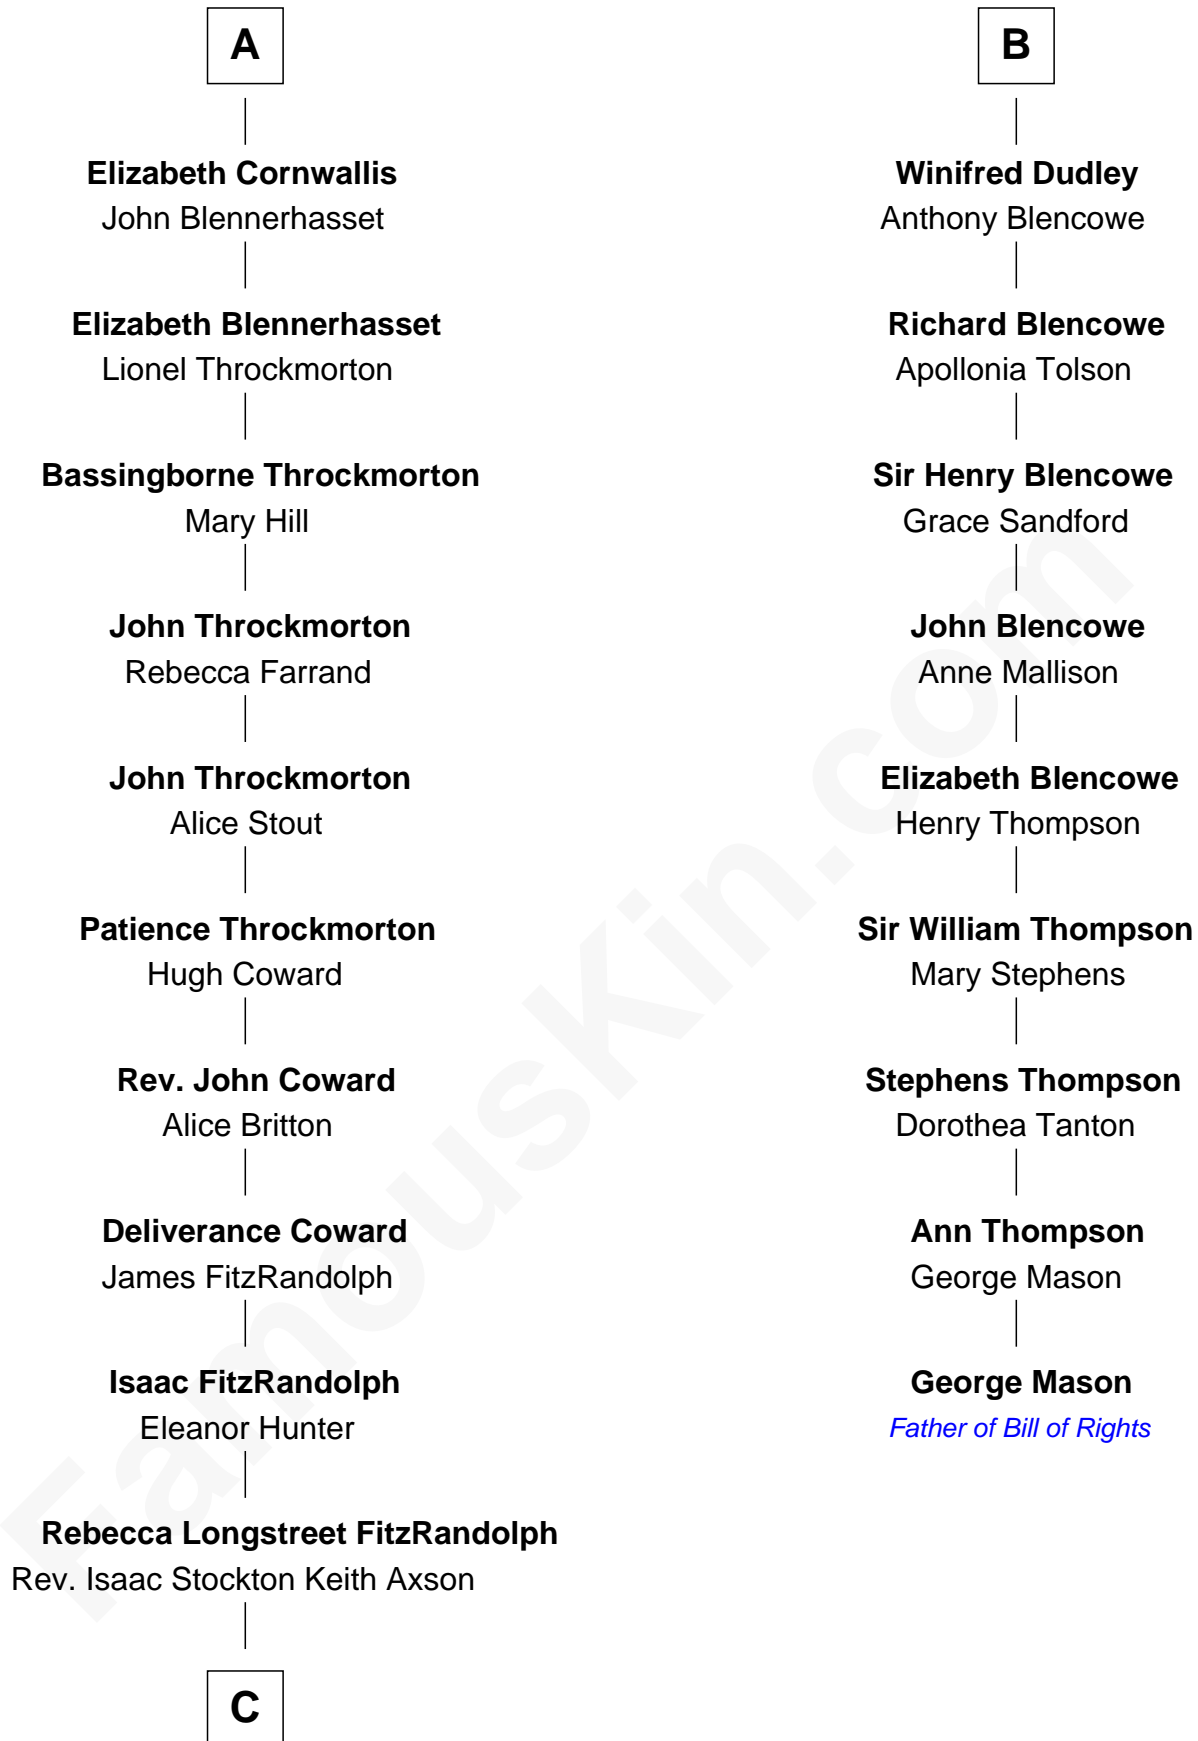 A
Elizabeth Cornwallis
John Blennerhasset
Elizabeth Blennerhasset
Lionel Throckmorton
Bassingborne Throckmorton
Mary Hill
John Throckmorton
Rebecca Farrand
John Throckmorton
Alice Stout
Patience Throckmorton
Hugh Coward
Rev. John Coward
Alice Britton
Deliverance Coward
James FitzRandolph
Isaac FitzRandolph
Eleanor Hunter
Rebecca Longstreet FitzRandolph
Rev. Isaac Stockton Keith Axson
C
B
Winifred Dudley
Anthony Blencowe
Richard Blencowe
Apollonia Tolson
Sir Henry Blencowe
Grace Sandford
John Blencowe
Anne Mallison
Elizabeth Blencowe
Henry Thompson
Sir William Thompson
Mary Stephens
Stephens Thompson
Dorothea Tanton
Ann Thompson
George Mason
George Mason
Father of Bill of Rights
FamousKin.com